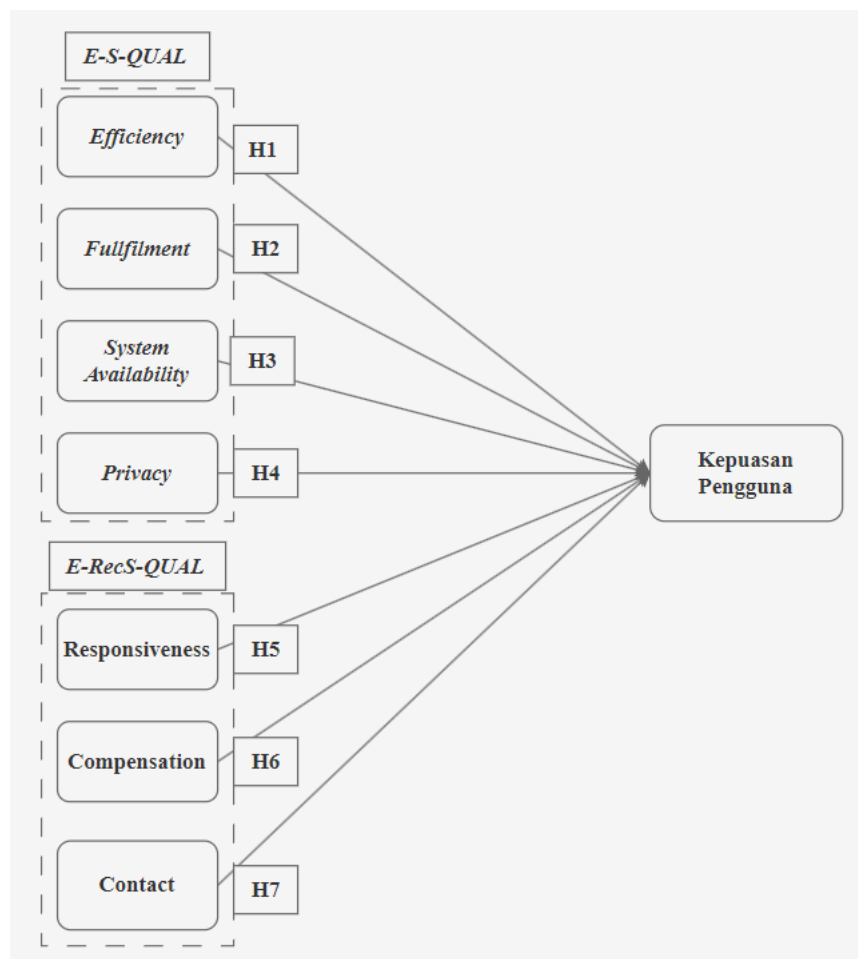 E-S-QUAL
Efficiency
H1
Fullfilment
H2
System
Availability
H3
Privacy
H4
Kepuasan
Pengguna
E-RecS-QUAL
Responsiveness
H5
Compensation
H6
Contact
H7